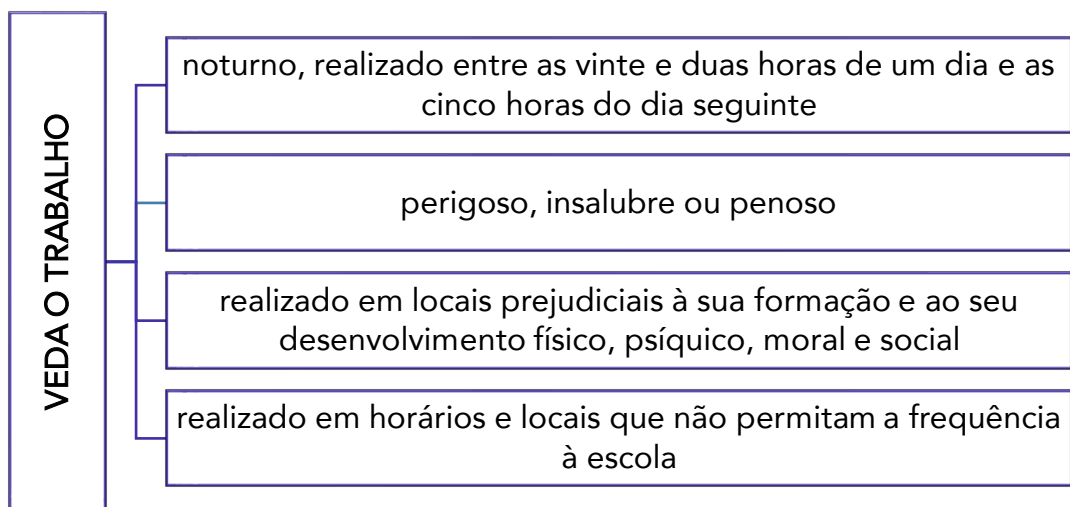 VEDA O TRABALHO
noturno, realizado entre as vinte e duas horas de um dia e as
cinco horas do dia seguinte
perigoso, insalubre ou penoso
realizado em locais prejudiciais à sua formação e ao seu
desenvolvimento físico, psíquico, moral e social
realizado em horários e locais que não permitam a frequência
à escola